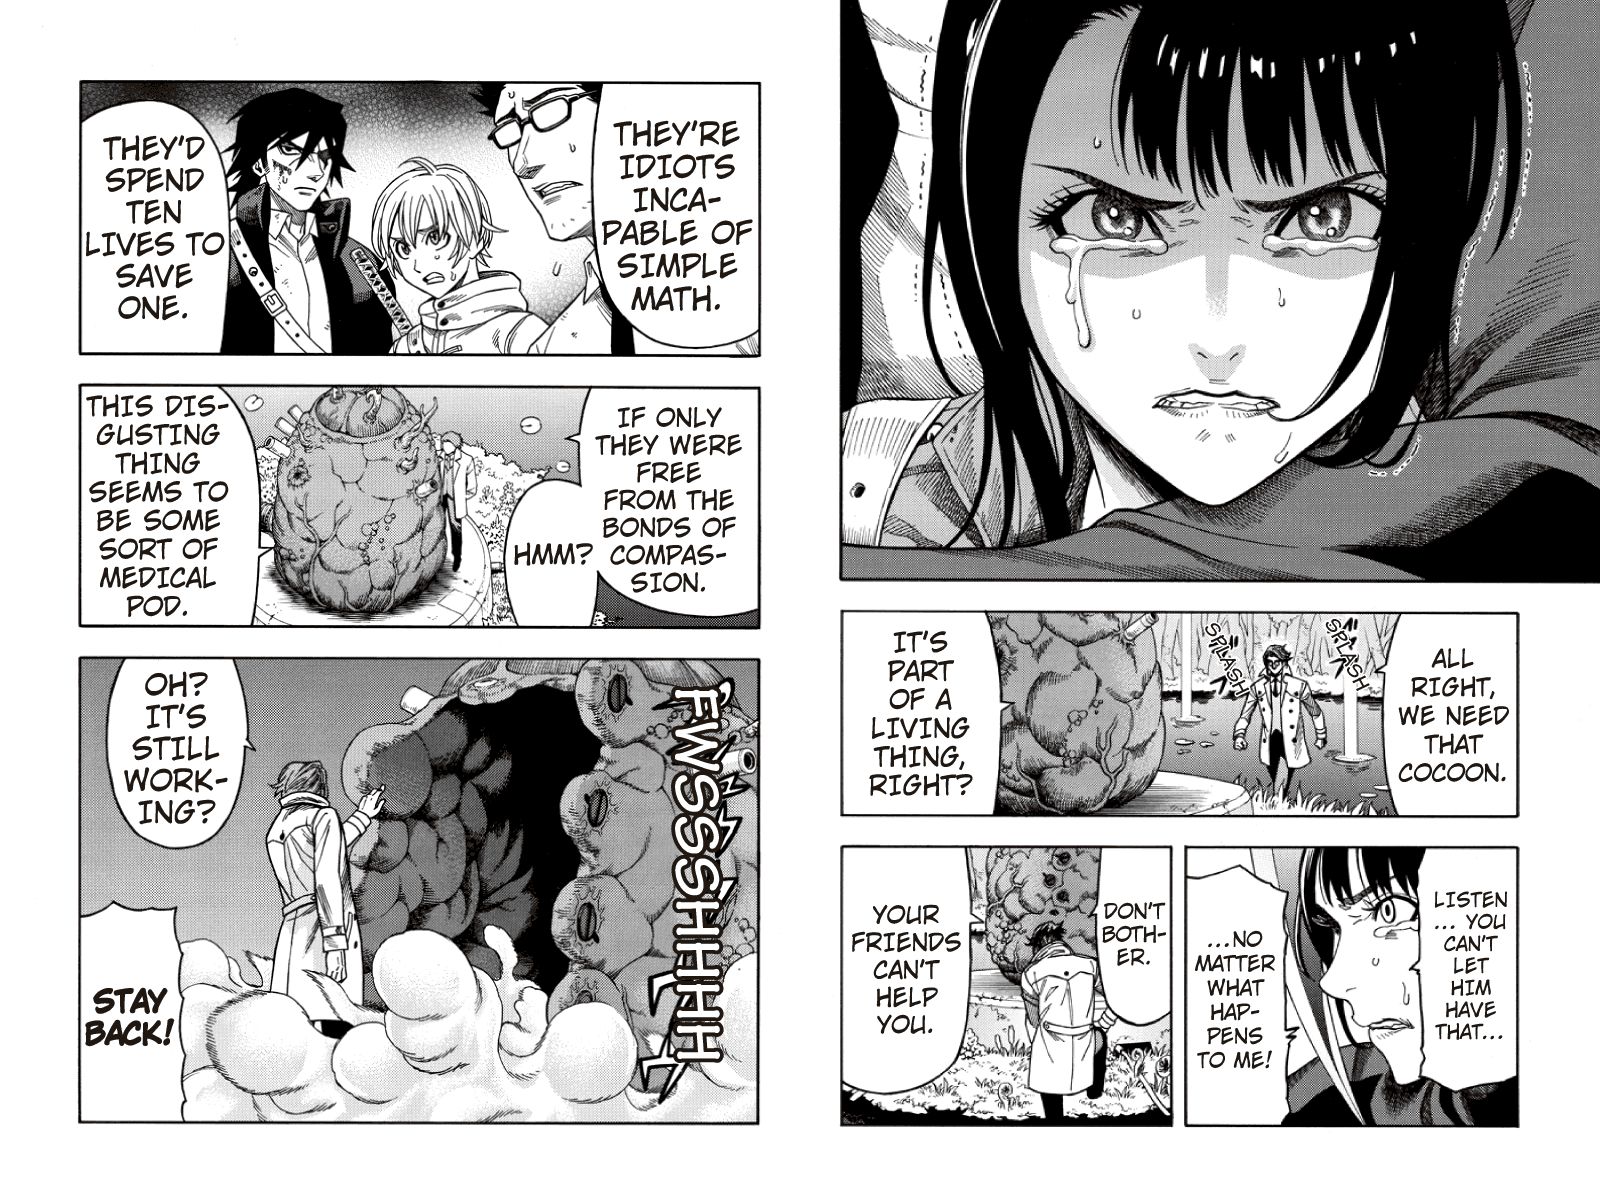 ALL
RIGHT,
WE NEED
THAT
COCOON.
SPLASH
SPLASH
IT'S
PART
OF A
LIVING
THING,
RIGHT?
LISTEN
... YOU
CAN'T
LET
HIM
HAVE
THAT...
...NO
MATTER
WHAT
HAP-
PENS
TO ME!
DON'T
BOTH-
ER.
YOUR
FRIENDS
CAN'T
HELP
YOU.
THEY'RE
IDIOTS
INCA-
PABLE OF
SIMPLE
MATH.
THEY'D
SPEND
TEN
LIVES TO
SAVE
ONE.
IF ONLY
THEY WERE
FREE
FROM THE
BONDS OF
COMPAS-
SION.
HMM?
THIS DIS-
GUSTING
THING
SEEMS TO
BE SOME
SORT OF
MEDICAL
POD.
FWSSSHHHHH
OH?
IT'S
STILL
WORK-
ING?
STAY
BACK!